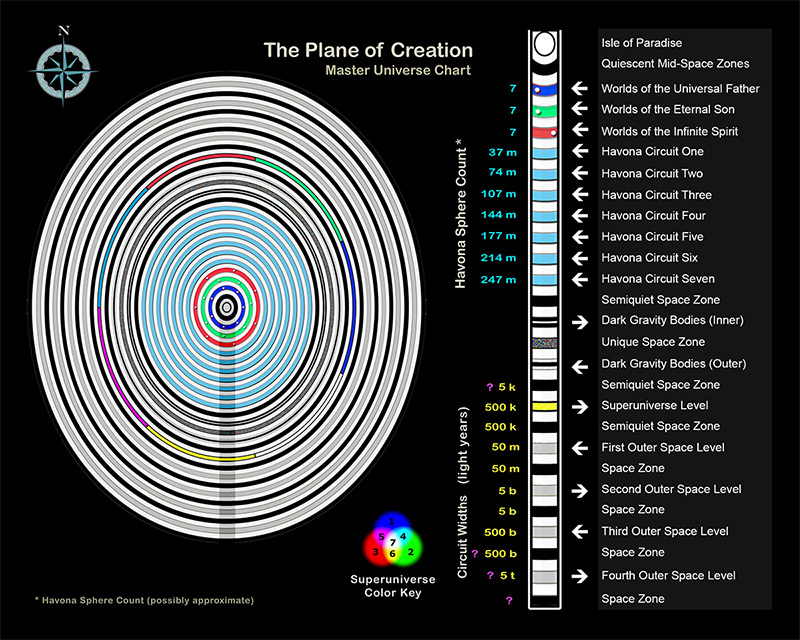 N
The Plane of Creation
Master Universe Chart
Isle of Paradise
Quiescent Mid-Space Zones
7 Worlds of the Universal Father
7 Worlds of the Eternal Son
7 Worlds of the Infinite Spirit
37 m Havona Circuit One
74 m Havona Circuit Two
107 m Havona Circuit Three
144 m Havona Circuit Four
177 m Havona Circuit Five
214 m Havona Circuit Six
247 m Havona Circuit Seven
Havona Sphere Count *
Semiquiet Space Zone
Dark Gravity Bodies (Inner)
Unique Space Zone
Dark Gravity Bodies (Outer)
? 5 k Semiquiet Space Zone
500 k Superuniverse Level
500 k Semiquiet Space Zone
50 m First Outer Space Level
50 m Space Zone
5 b Second Outer Space Level
5 b Space Zone
500 b Third Outer Space Level
? 500 b Space Zone
? 5 t Fourth Outer Space Level
? Space Zone
Circuit Widths (light years)
1
5 4
7
3 6 2
Superuniverse
Color Key
* Havona Sphere Count (possibly approximate)